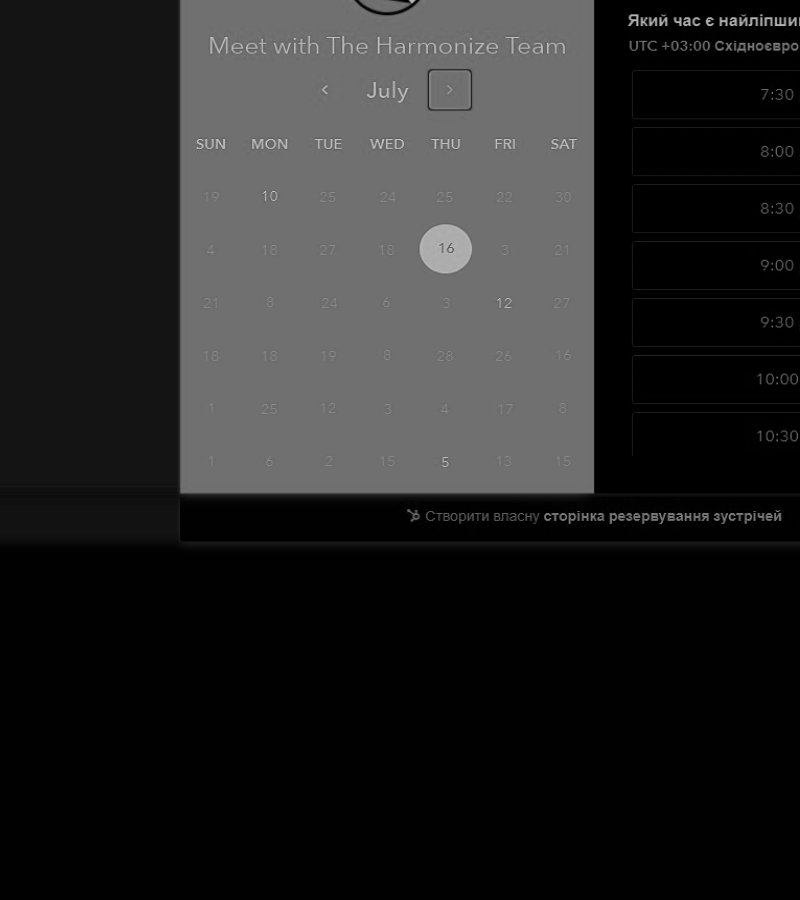 Meet with The Harmonize Team
July
SUN MON TUE WED THU FRI SAT
19 10 25 24 25 22 30
4 18 27 18 16 3 21
21 8 24 6 3 12 27
18 18 19 8 28 26 16
1 25 12 3 4 17 8
1 6 2 15 5 13 15
Який час є
UTC +03:00
7:30
8:00
8:30
9:00
9:30
10:00
10:30
Створити власну сторінка резервування зустрічей